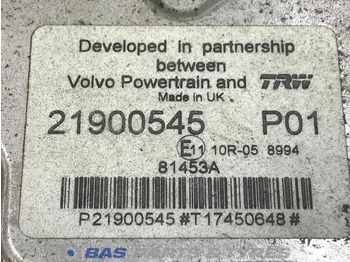 Developed in partnership
between
Volvo Powertrain and TRW
Made in UK
21900545 P01
E11 10R-05 8994
81453A
P21900545#T17450648#
BAS